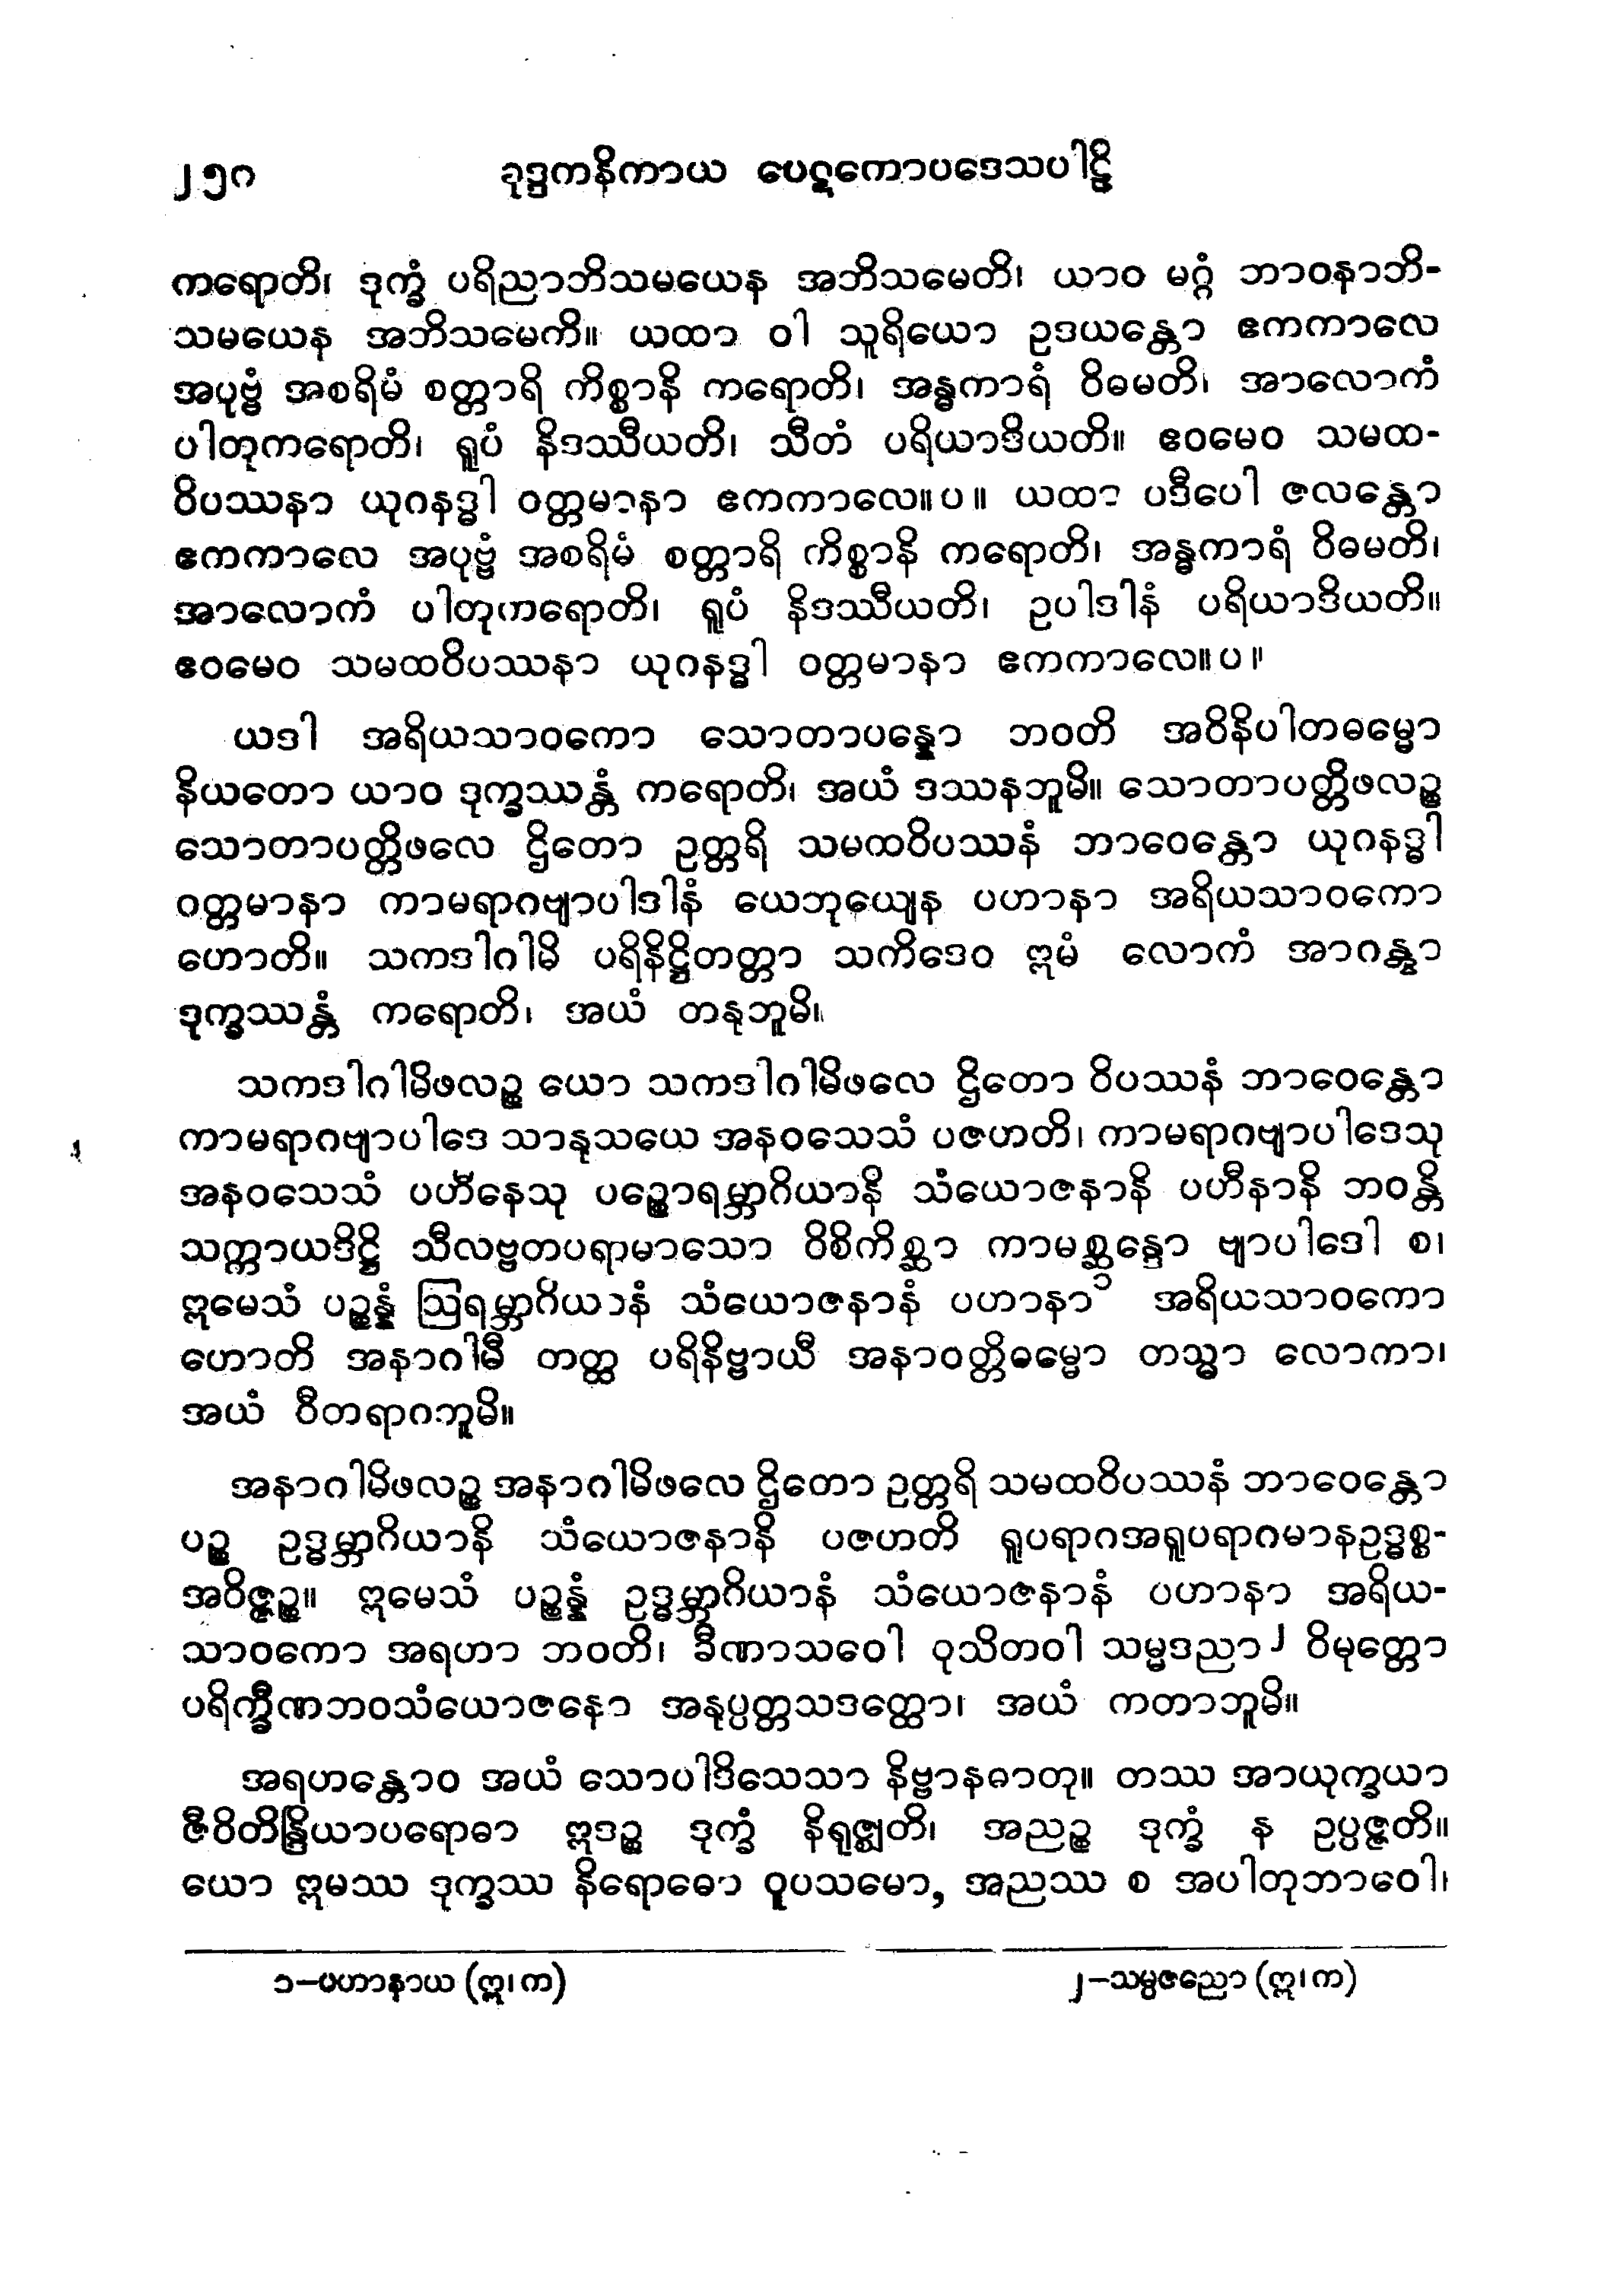 ၂၅၀ ခုဒ္ဒကနိကာယ ပေဋကောပဒေသပါဠိ
ကရောတိ၊ ဒုက္ခံ ပရိညာဘိသမယေန အဘိသမေတိ၊ ယာဝ မဂ္ဂံ ဘာဝနာဘိ-
သမယေန အဘိသမေကိ။ ယထာ ဝါ သူရိယော ဥဒယန္တော ဧကကာလေ
အပုဗ္ဗံ အစရိမံ စတ္တာရိ ကိစ္စာနိ ကရောတိ၊ အန္ဓကာရံ ဝိဓမတိ၊ အာလောကံ
ပါတုကရောတိ၊ ရူပံ နိဒဿီယတိ၊ သီတံ ပရိယာဒိယတိ။ ဧဝမေဝ သမထ-
ဝိပဿနာ ယုဂနဒ္ဓါ ဝတ္တမာနာ ဧကကာလေ။ပ။ ယထာ ပဒီပေါ ဇလန္တော
ဧကကာလေ အပုဗ္ဗံ အစရိမံ စတ္တာရိ ကိစ္စာနိ ကရောတိ၊ အန္ဓကာရံ ဝိဓမတိ၊
အာလောကံ ပါတုကရောတိ၊ ရူပံ နိဒဿီယတိ၊ ဥပါဒါနံ ပရိယာဒိယတိ။
ဧဝမေဝ သမထဝိပဿနာ ယုဂနဒ္ဓါ ဝတ္တမာနာ ဧကကာလေ။ပ။
ယဒါ အရိယသာဝကော သောတာပန္နော ဘဝတိ အဝိနိပါတဓမ္မော
နိယတော ယာဝ ဒုက္ခဿန္တံ ကရောတိ၊ အယံ ဒဿနဘူမိ။ သောတာပတ္တိဖလဉ္စ
သောတာပတ္တိဖလေ ဌိတော ဥတ္တရိ သမထဝိပဿနံ ဘာဝေန္တော ယုဂနဒ္ဓါ
ဝတ္တမာနာ ကာမရာဂဗျာပါဒါနံ ယေဘုယျေန ပဟာနာ အရိယသာဝကော
ဟောတိ။ သကဒါဂါမိ ပရိနိဋ္ဌိတတ္တာ သကိဒေဝ ဣမံ လောကံ အာဂန္တွာ
ဒုက္ခဿန္တံ ကရောတိ၊ အယံ တနုဘူမိ။
သကဒါဂါမိဖလဉ္စ ယော သကဒါဂါမိဖလေ ဌိတော ဝိပဿနံ ဘာဝေန္တော
ကာမရာဂဗျာပါဒေ သာနုသယေ အနဝသေသံ ပဇဟတိ၊ ကာမရာဂဗျာပါဒေသု
အနဝသေသံ ပဟီနေသု ပဉ္စောရမ္ဘာဂိယာနိ သံယောဇနာနိ ပဟီနာနိ ဘဝန္တိ
သက္ကာယဒိဋ္ဌိ သီလဗ္ဗတပရာမာသော ဝိစိကိစ္ဆာ ကာမစ္ဆန္ဒော ဗျာပါဒေါ စ၊
ဣမေသံ ပဉ္စန္နံ ဩရမ္ဘာဂိယာနံ သံယောဇနာနံ ပဟာနာ၁ အရိယသာဝကော
ဟောတိ အနာဂါမီ တတ္ထ ပရိနိဗ္ဗာယီ အနာဝတ္တိဓမ္မော တသ္မာ လောကာ၊
အယံ ဝီတရာဂဘူမိ။
အနာဂါမိဖလဉ္စ အနာဂါမိဖလေ ဌိတော ဥတ္တရိ သမထဝိပဿနံ ဘာဝေန္တော
ပဉ္စ ဥဒ္ဓမ္ဘာဂိယာနိ သံယောဇနာနိ ပဇဟတိ ရူပရာဂအရူပရာဂမာနဥဒ္ဓစ္စ-
အဝိဇ္ဇဉ္စ။ ဣမေသံ ပဉ္စန္နံ ဥဒ္ဓမ္ဘာဂိယာနံ သံယောဇနာနံ ပဟာနာ အရိယ-
သာဝကော အရဟာ ဘဝတိ၊ ခီဏာသဝေါ ဝုသိတဝါ သမ္မဒညာ၂ ဝိမုတ္တော
ပရိက္ခီဏဘဝသံယောဇနော အနုပ္ပတ္တသဒတ္ထော၊ အယံ ကတာဘူမိ။
အရဟန္တောဝ အယံ သောပါဒိသေသာ နိဗ္ဗာနဓာတု။ တဿ အာယုက္ခယာ
ဇီဝိတိန္ဒြိယာပရောဓာ ဣဒဉ္စ ဒုက္ခံ နိရုဇ္ဈတိ၊ အညဉ္စ ဒုက္ခံ န ဥပ္ပဇ္ဇတိ။
ယော ဣမဿ ဒုက္ခဿ နိရောဓော ဝူပသမော, အညဿ စ အပါတုဘာဝေါ၊
၁-ပဟာနာယ (ဣ၊က) ၂-သမ္ပဇညော (ဣ၊က)